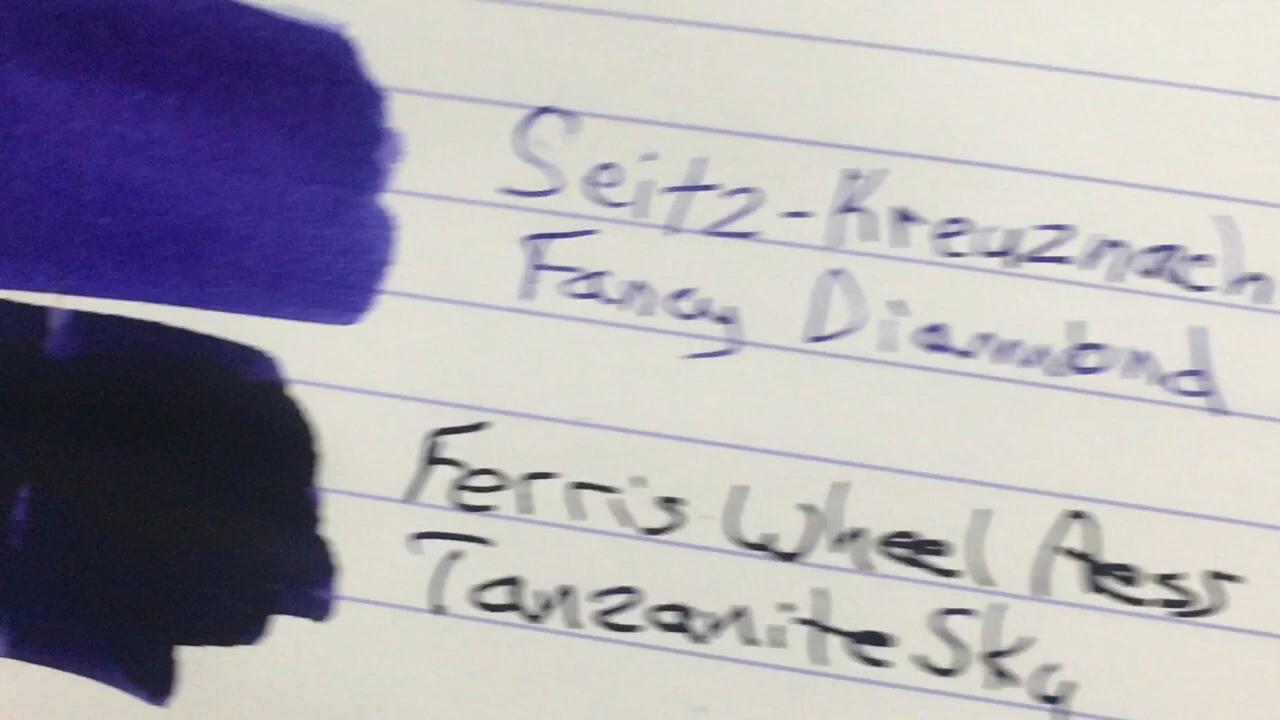 Seitz-Kreuznach
Fancy Diamond
Ferris Wheel Press
Tanzanite Sky